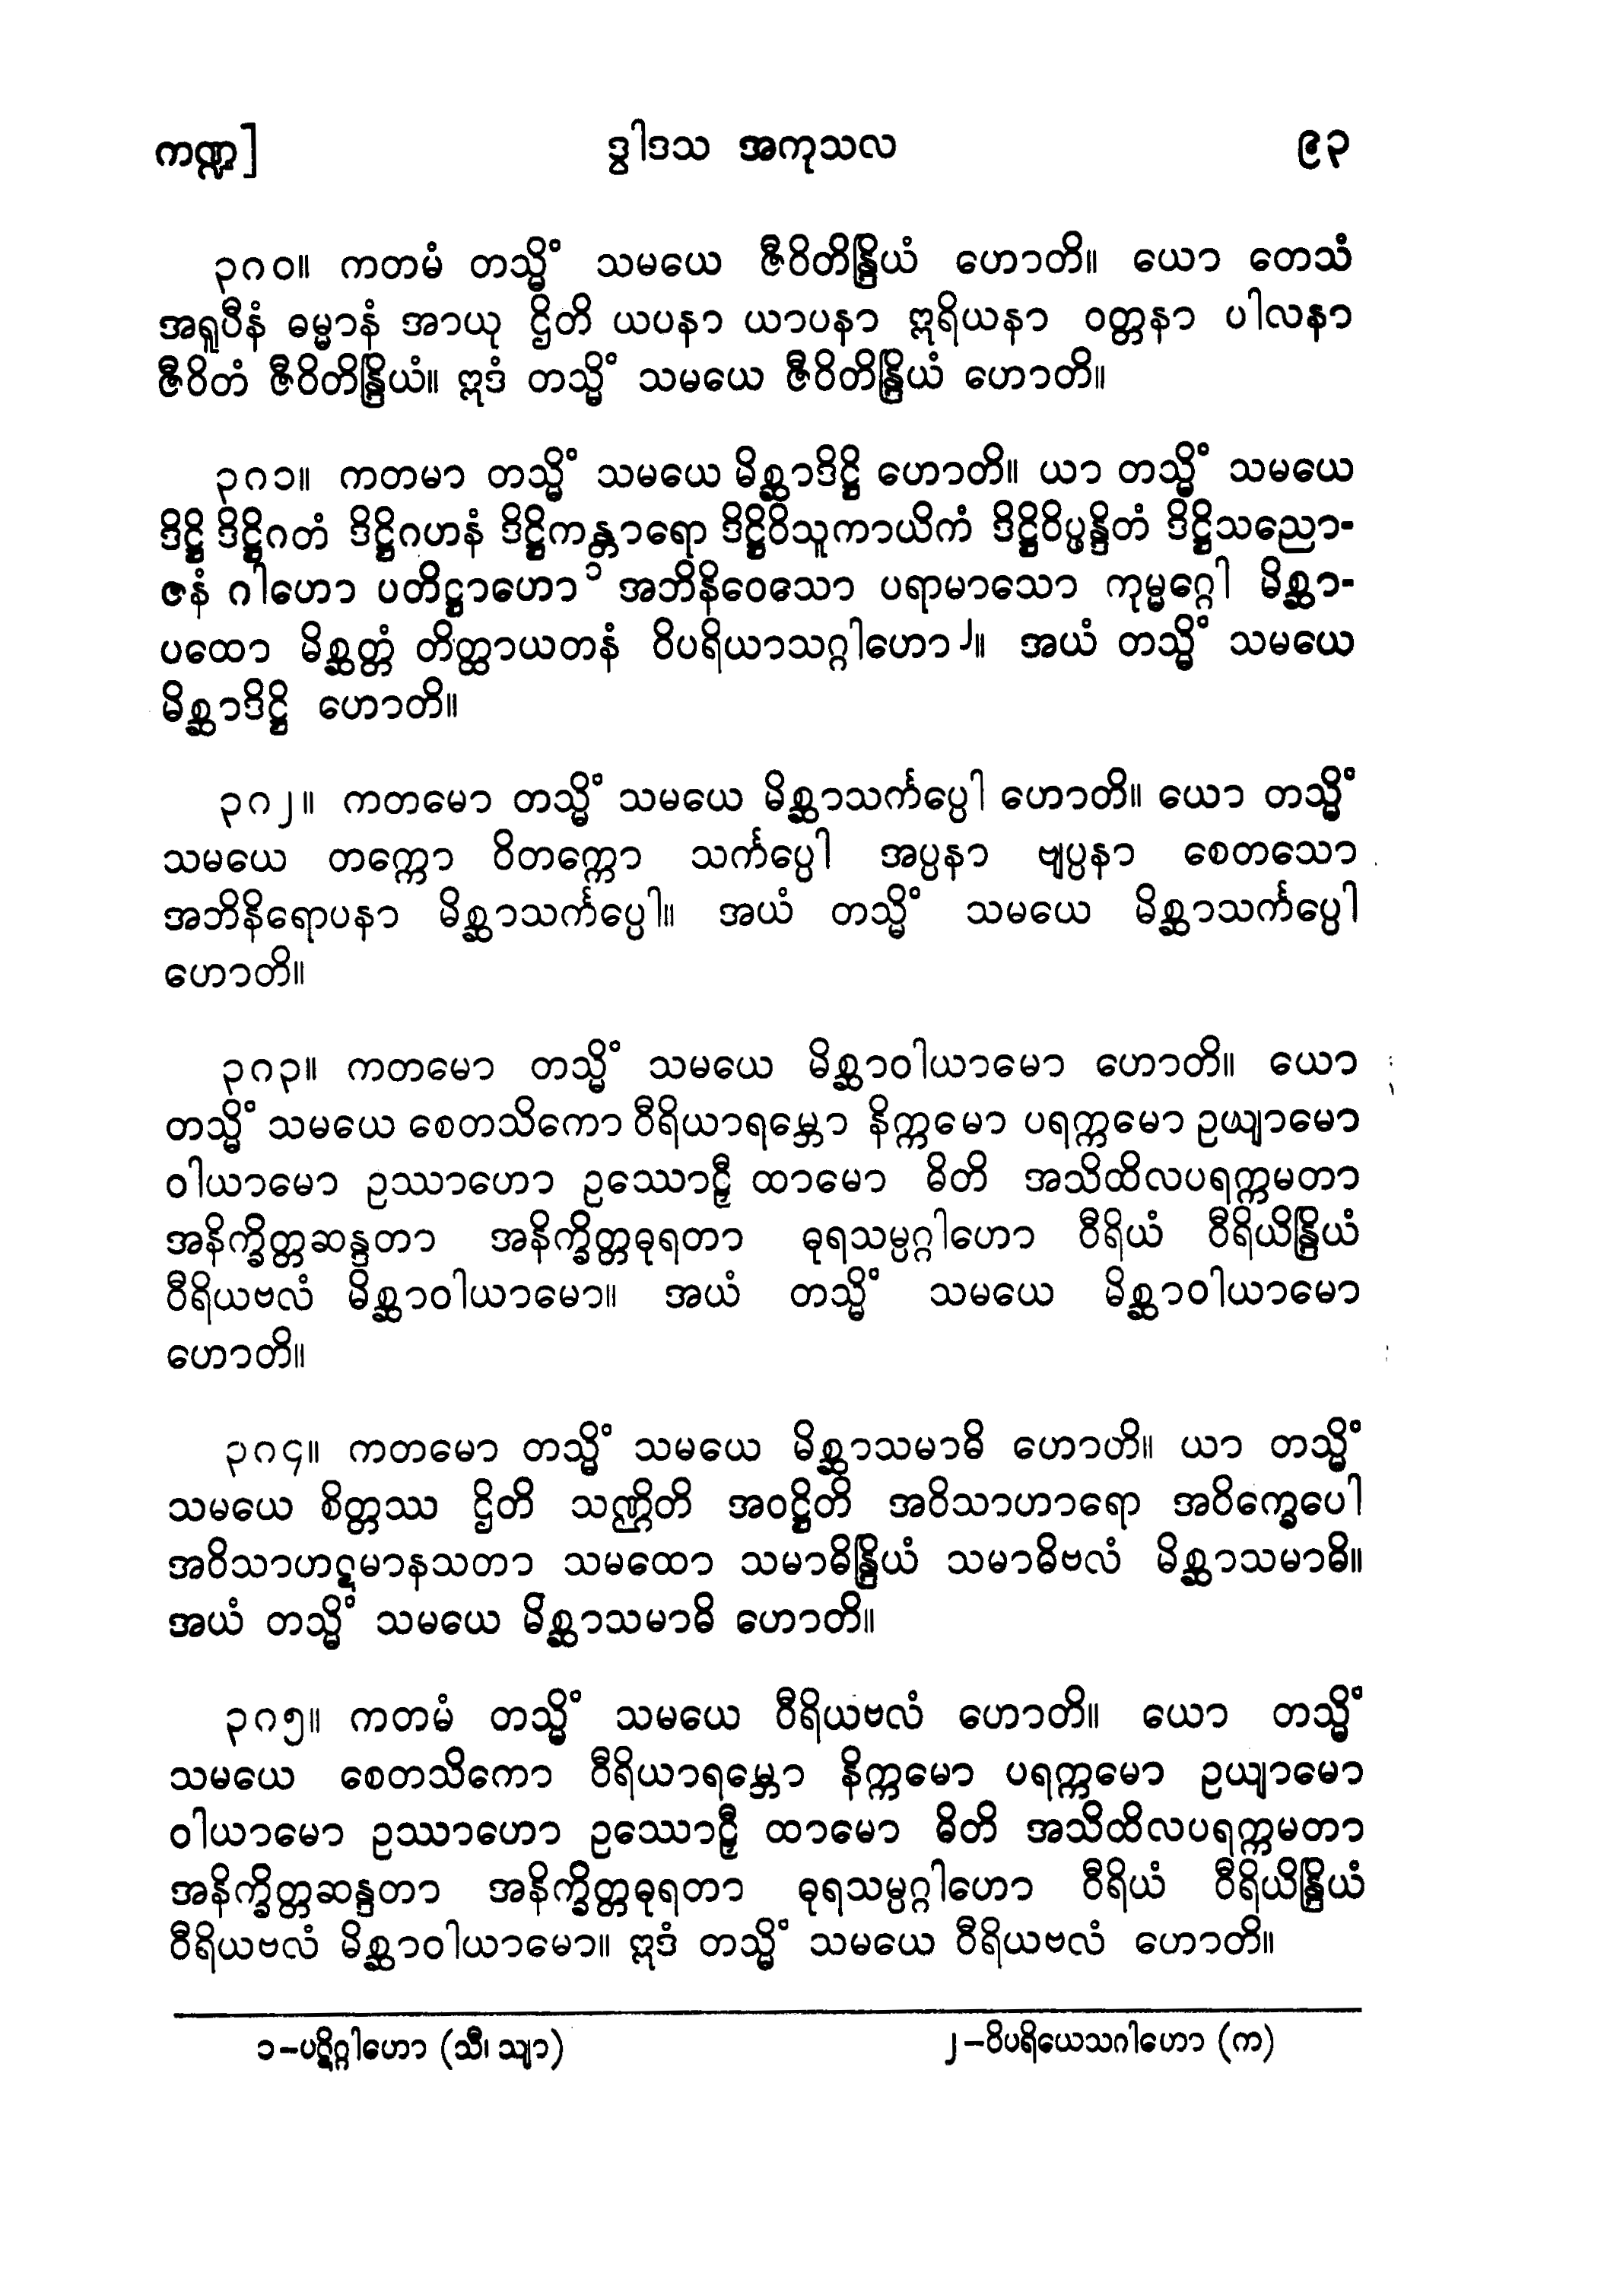 ကဏ္ဍ] ဒွါဒသ အကုသလ ၉၃
၃၈၀။ ကတမံ တသ္မိံ သမယေ ဇီဝိတိန္ဒြိယံ ဟောတိ။ ယော တေသံ
အရူပီနံ ဓမ္မာနံ အာယု ဌိတိ ယပနာ ယာပနာ ဣရိယနာ ဝတ္တနာ ပါလနာ
ဇီဝိတံ ဇီဝိတိန္ဒြိယံ။ ဣဒံ တသ္မိံ သမယေ ဇီဝိတိန္ဒြိယံ ဟောတိ။
၃၈၁။ ကတမာ တသ္မိံ သမယေ မိစ္ဆာဒိဋ္ဌိ ဟောတိ။ ယာ တသ္မိံ သမယေ
ဒိဋ္ဌိ ဒိဋ္ဌိဂတံ ဒိဋ္ဌိဂဟနံ ဒိဋ္ဌိကန္တာရော ဒိဋ္ဌိဝိသူကာယိကံ ဒိဋ္ဌိဝိပ္ဖန္ဒိတံ ဒိဋ္ဌိသညော-
ဇနံ ဂါဟော ပတိဋ္ဌာဟော၁ အဘိနိဝေသော ပရာမာသော ကုမ္မဂ္ဂေါ မိစ္ဆာ-
ပထော မိစ္ဆတ္တံ တိတ္ထာယတနံ ဝိပရိယာသဂ္ဂါဟော၂။ အယံ တသ္မိံ သမယေ
မိစ္ဆာဒိဋ္ဌိ ဟောတိ။
၃၈၂။ ကတမော တသ္မိံ သမယေ မိစ္ဆာသင်္ကပ္ပေါ ဟောတိ။ ယော တသ္မိံ
သမယေ တက္ကော ဝိတက္ကော သင်္ကပ္ပေါ အပ္ပနာ ဗျပ္ပနာ စေတသော
အဘိနိရောပနာ မိစ္ဆာသင်္ကပ္ပေါ။ အယံ တသ္မိံ သမယေ မိစ္ဆာသင်္ကပ္ပေါ
ဟောတိ။
၃၈၃။ ကတမော တသ္မိံ သမယေ မိစ္ဆာဝါယာမော ဟောတိ။ ယော
တသ္မိံ သမယေ စေတသိကော ဝီရိယာရမ္ဘော နိက္ကမော ပရက္ကမော ဥယျာမော
ဝါယာမော ဥဿာဟော ဥဿောဠှီ ထာမော ဓိတိ အသိထိလပရက္ကမတာ
အနိက္ခိတ္တဆန္ဒတာ အနိက္ခိတ္တဓုရတာ ဓုရသမ္ပဂ္ဂါဟော ဝီရိယံ ဝီရိယိန္ဒြိယံ
ဝီရိယဗလံ မိစ္ဆာဝါယာမော။ အယံ တသ္မိံ သမယေ မိစ္ဆာဝါယာမော
ဟောတိ။
၃၈၄။ ကတမော တသ္မိံ သမယေ မိစ္ဆာသမာဓိ ဟောတိ။ ယာ တသ္မိံ
သမယေ စိတ္တဿ ဌိတိ သဏ္ဌိတိ အဝဋ္ဌိတိ အဝိသာဟာရော အဝိက္ခေပေါ
အဝိသာဟဋမာနသတာ သမထော သမာဓိန္ဒြိယံ သမာဓိဗလံ မိစ္ဆာသမာဓိ။
အယံ တသ္မိံ သမယေ မိစ္ဆာသမာဓိ ဟောတိ။
၃၈၅။ ကတမံ တသ္မိံ သမယေ ဝီရိယဗလံ ဟောတိ။ ယော တသ္မိံ
သမယေ စေတသိကော ဝီရိယာရမ္ဘော နိက္ကမော ပရက္ကမော ဥယျာမော
ဝါယာမော ဥဿာဟော ဥဿောဠှီ ထာမော ဓိတိ အသိထိလပရက္ကမတာ
အနိက္ခိတ္တဆန္ဒတာ အနိက္ခိတ္တဓုရတာ ဓုရသမ္ပဂ္ဂါဟော ဝီရိယံ ဝီရိယိန္ဒြိယံ
ဝီရိယဗလံ မိစ္ဆာဝါယာမော။ ဣဒံ တသ္မိံ သမယေ ဝီရိယဗလံ ဟောတိ။
၁–ပဋိဂ္ဂါဟော (သီ၊ သျာ) ၂–ဝိပရိယေသဂါဟော (က)